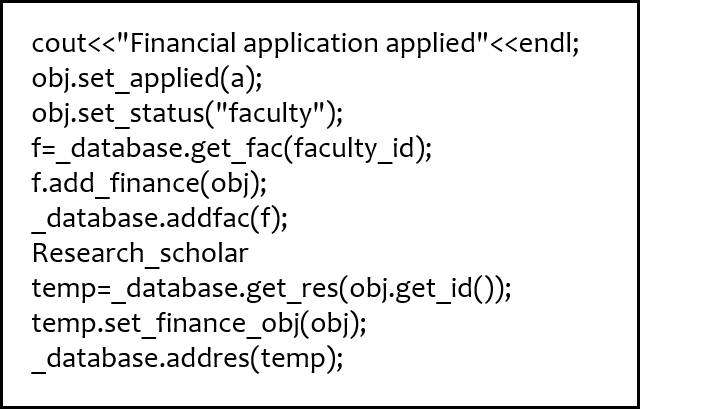 cout<<"Financial application applied"<<endl;
obj.set_applied(a);
obj.set_status("faculty");
f=_database.get_fac(faculty_id);
f.add_finance(obj);
_database.addfac(f);
Research_scholar
temp=_database.get_res(obj.get_id());
temp.set_finance_obj(obj);
_database.addres(temp);